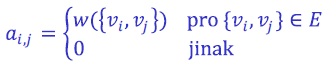 a_{i,j} = { w({v_i, v_j}) pro {v_i, v_j} ∈ E
0 jinak